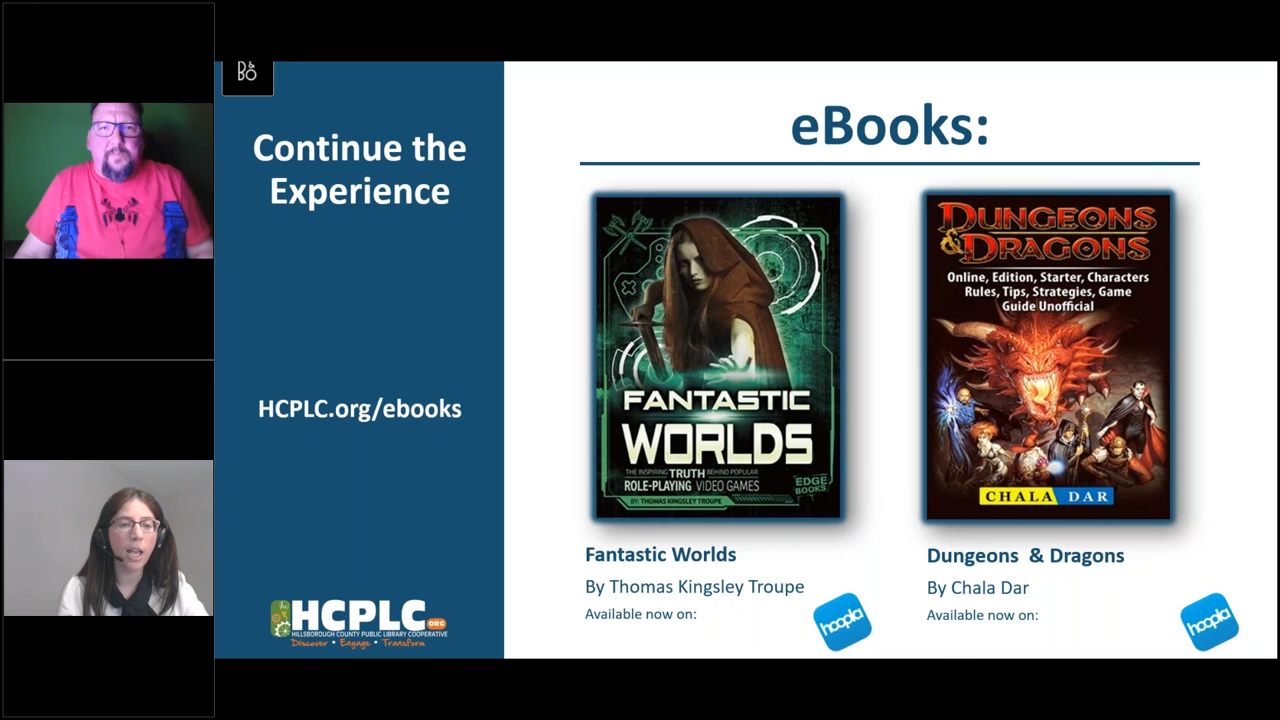 D&
DO
Continue the
Experience
HCPLC.org/ebooks
HCPLC
.ORG
HILLSBOROUGH COUNTY PUBLIC LIBRARY COOPERATIVE
Discover • Engage • Transform
eBooks:
FANTASTIC
WORLDS
THE INSPIRING TRUTH BEHIND POPULAR
ROLE-PLAYING VIDEO GAMES
EDGE
BOOKS
BY: THOMAS KINGSLEY TROUPE
Fantastic Worlds
By Thomas Kingsley Troupe
Available now on:
hoopla
DUNGEONS
& DRAGONS
Online, Edition, Starter, Characters
Rules, Tips, Strategies, Game
Guide Unofficial
CHALA DAR
Dungeons & Dragons
By Chala Dar
Available now on:
hoopla